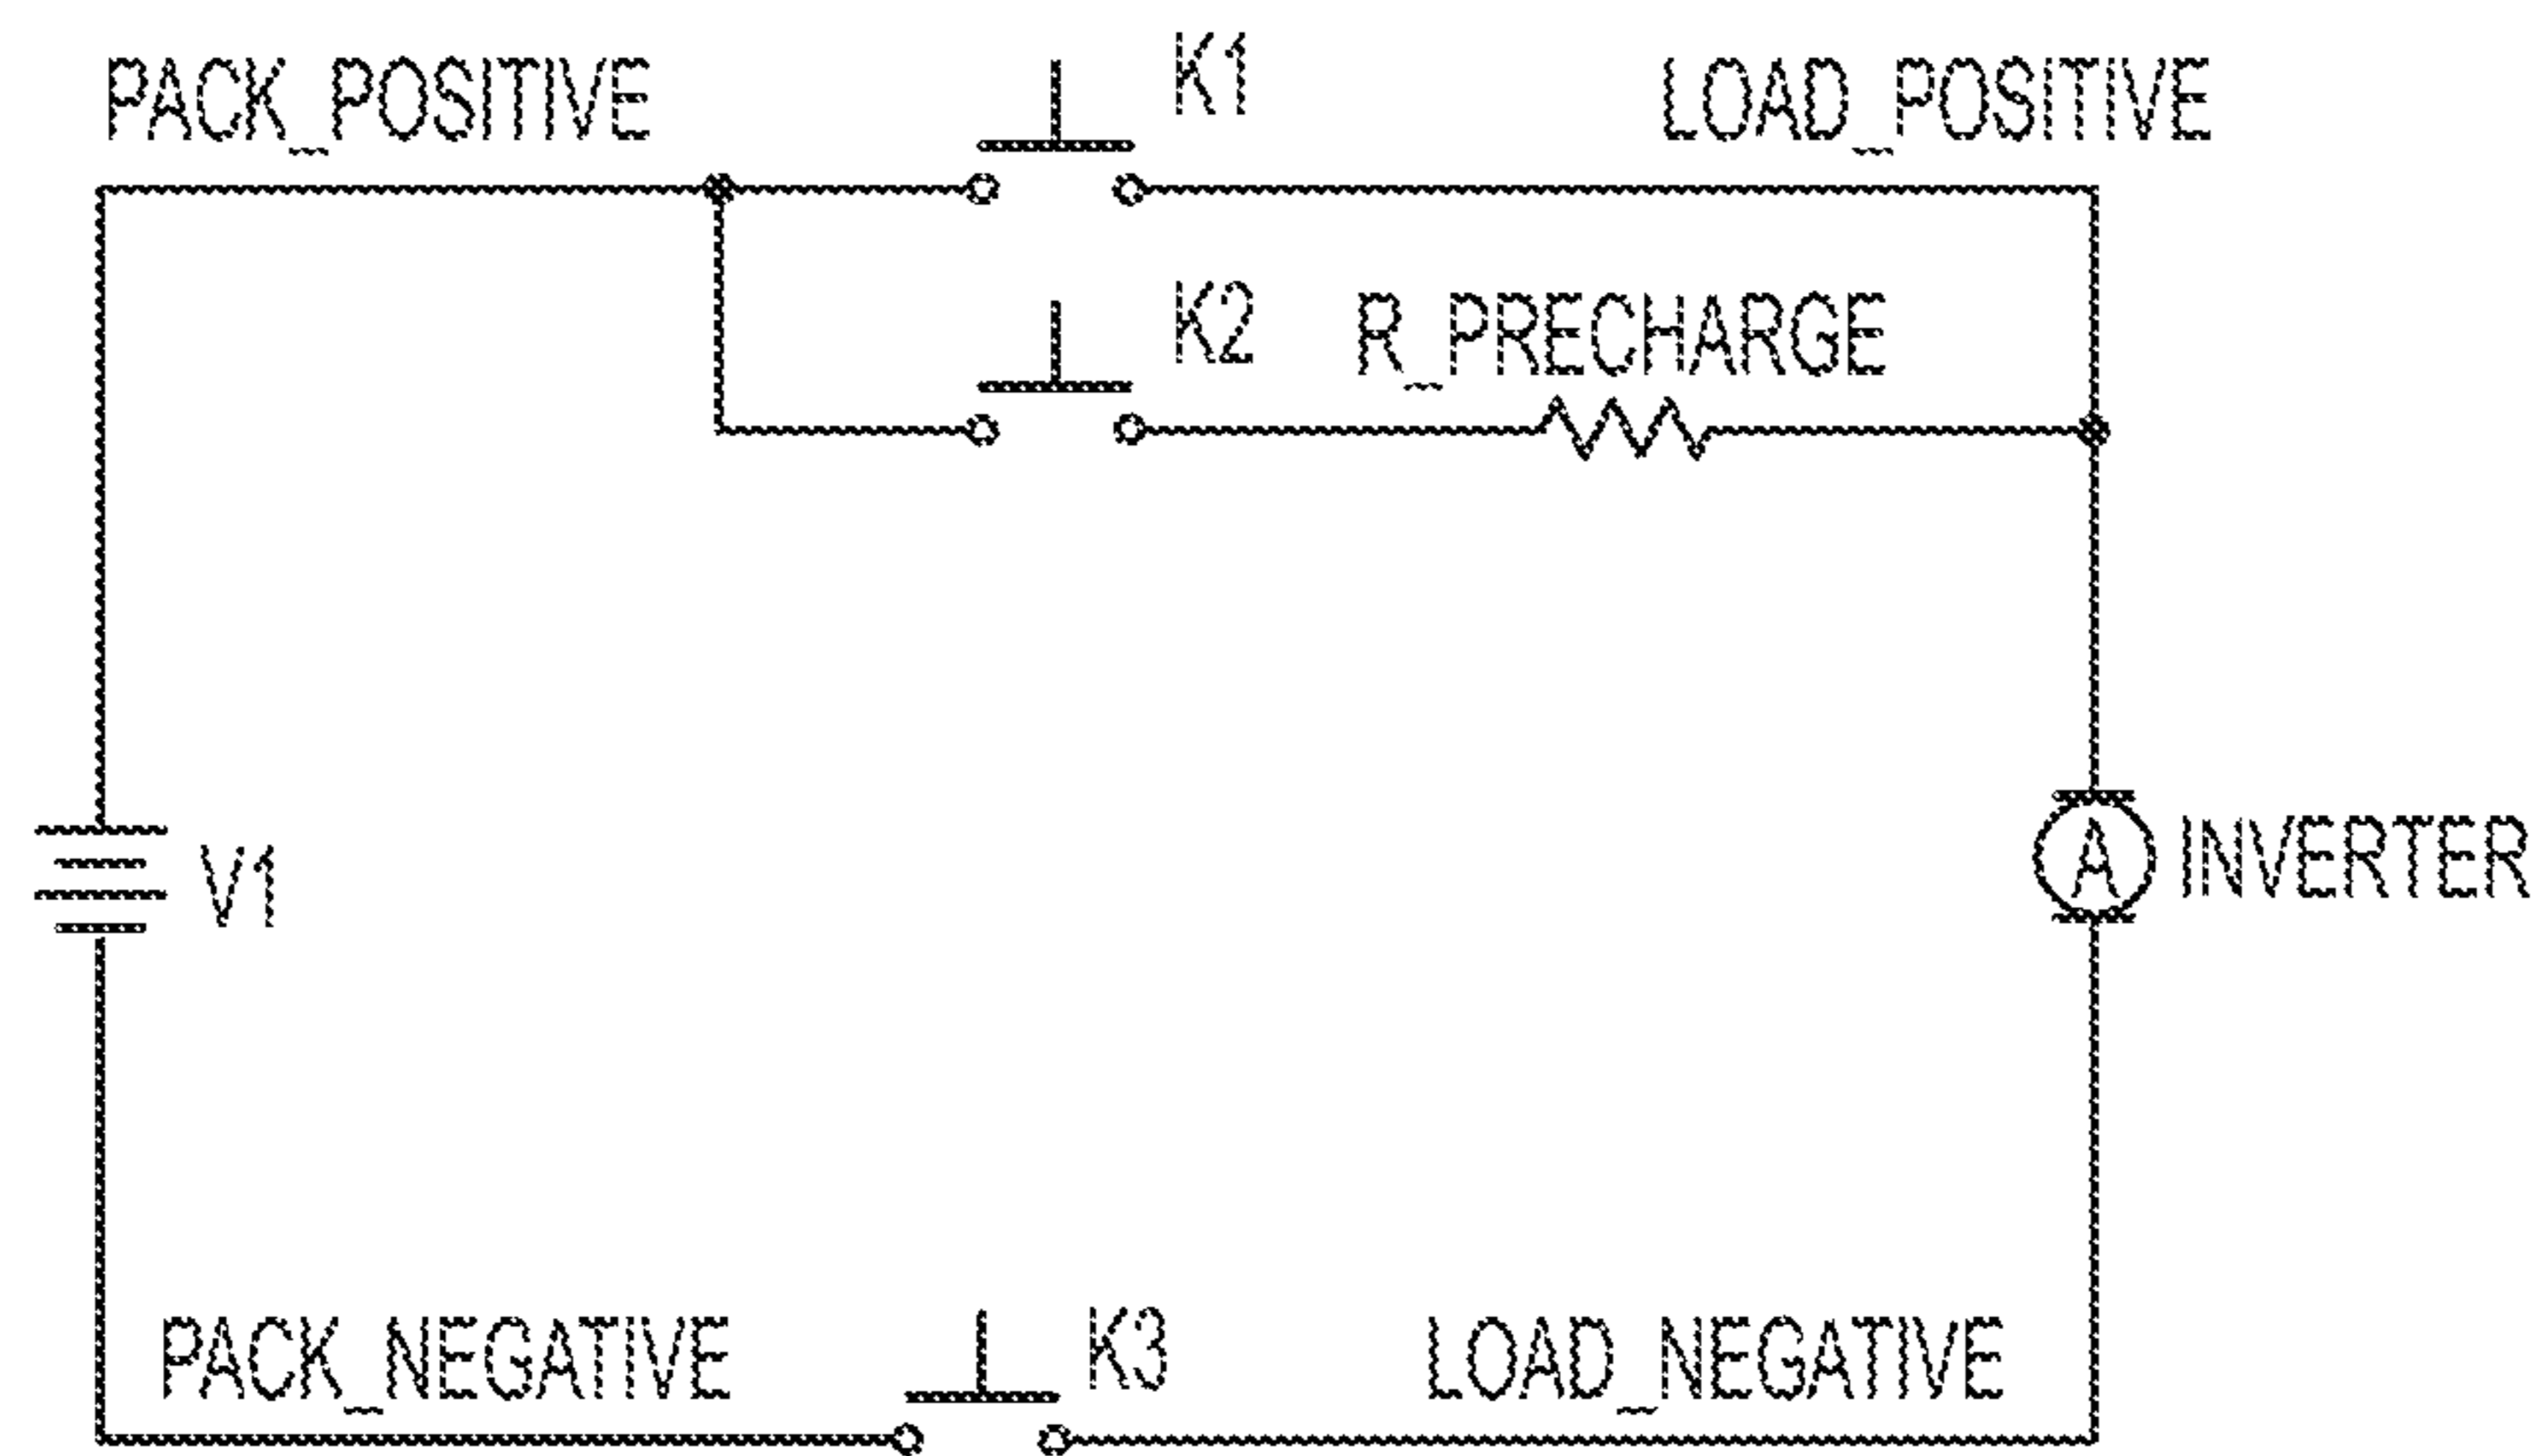 PACK_POSITIVE
K1
LOAD_POSITIVE
K2
R_PRECHARGE
V1
A
INVERTER
PACK_NEGATIVE
K3
LOAD_NEGATIVE